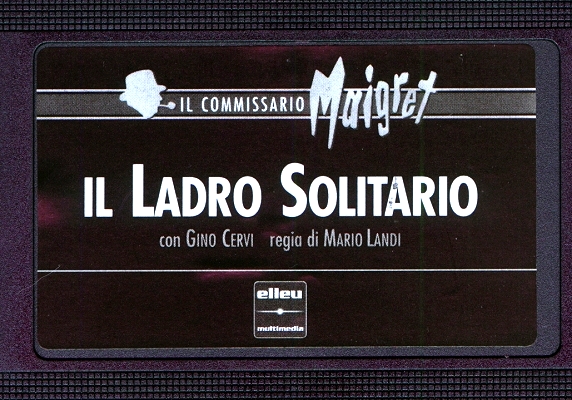 IL COMMISSARIO Maigret
IL LADRO SOLITARIO
con GINO CERVI regia di MARIO LANDI
elleu
multimedia